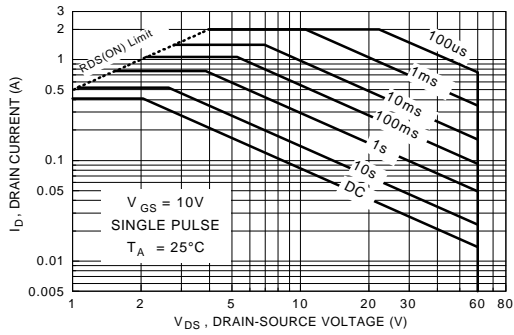 3
2
1
0.5
0.1
0.05
0.01
0.005
I D, DRAIN CURRENT (A)
RDS(ON) Limit
100us
1ms
10ms
100ms
1s
10s
DC
V GS = 10V
SINGLE PULSE
T A = 25°C
1 2 5 10 20 30 60 80
V DS , DRAIN-SOURCE VOLTAGE (V)